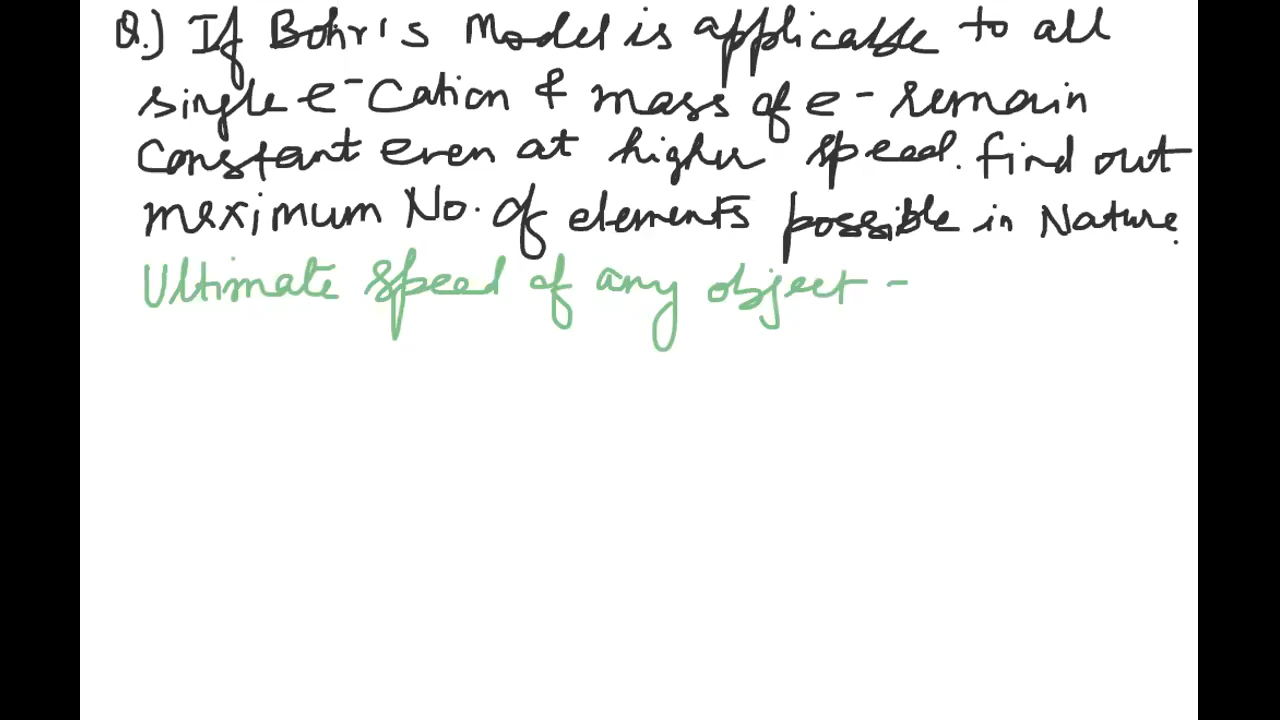 Q.) If Bohr's Model is applicable to all
single e⁻ Cation & mass of e⁻ remain
Constant even at higher speed. find out
maximum No. of elements possible in Nature.
Ultimate speed of any object -